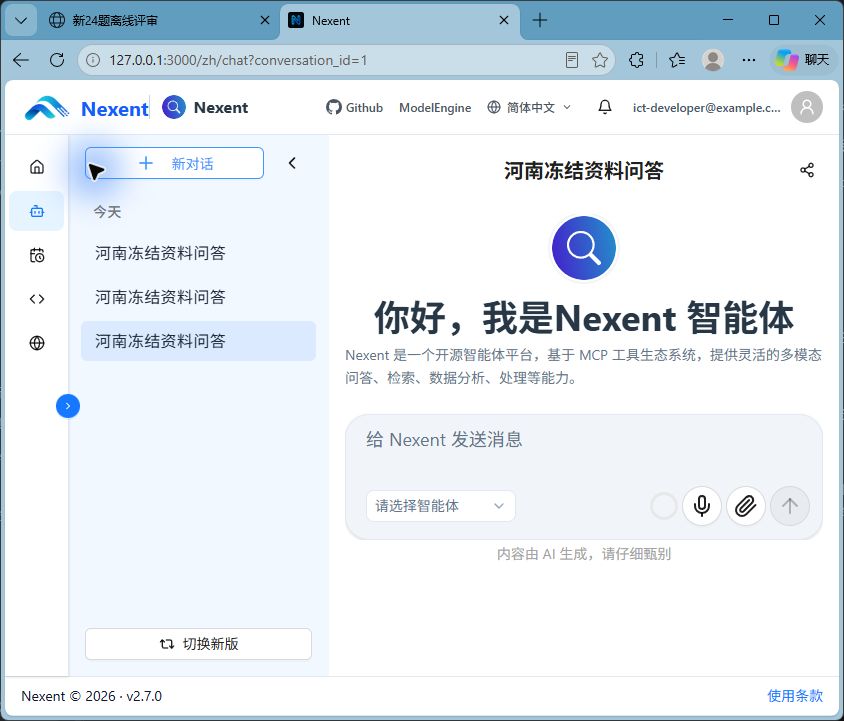 新24题离线评审
Nexent
127.0.0.1:3000/zh/chat?conversation_id=1
聊天
Nexent
Nexent
Github
ModelEngine
简体中文
ict-developer@example.c...
新对话
今天
河南冻结资料问答
河南冻结资料问答
河南冻结资料问答
切换新版
河南冻结资料问答
你好，我是Nexent 智能体
Nexent 是一个开源智能体平台，基于 MCP 工具生态系统，提供灵活的多模态
问答、检索、数据分析、处理等能力。
给 Nexent 发送消息
请选择智能体
内容由 AI 生成，请仔细甄别
Nexent © 2026 · v2.7.0
使用条款